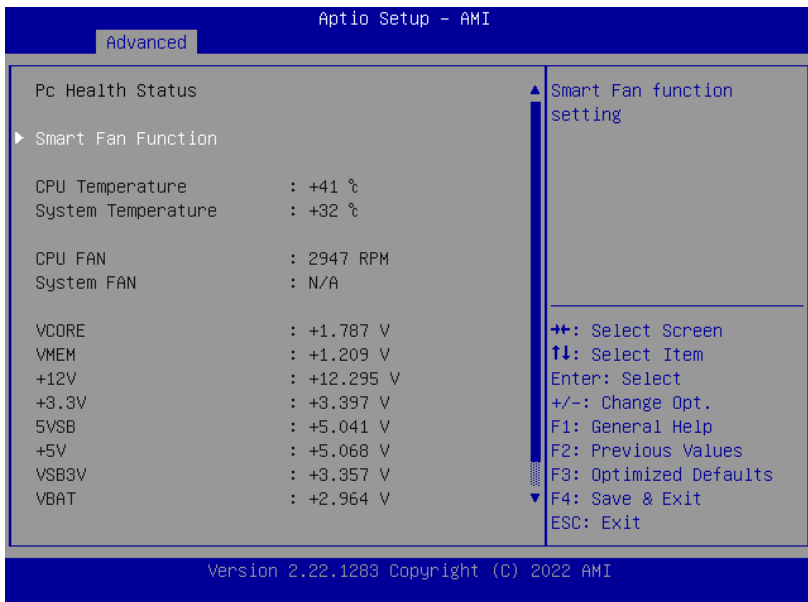 Aptio Setup – AMI
Advanced
Pc Health Status
Smart Fan Function
CPU Temperature : +41 ℃
System Temperature : +32 ℃
CPU FAN : 2947 RPM
System FAN : N/A
VCORE : +1.787 V
VMEM : +1.209 V
+12V : +12.295 V
+3.3V : +3.397 V
5VSB : +5.041 V
+5V : +5.068 V
VSB3V : +3.357 V
VBAT : +2.964 V
Smart Fan function
setting
→←: Select Screen
↑↓: Select Item
Enter: Select
+/-: Change Opt.
F1: General Help
F2: Previous Values
F3: Optimized Defaults
F4: Save & Exit
ESC: Exit
Version 2.22.1283 Copyright (C) 2022 AMI